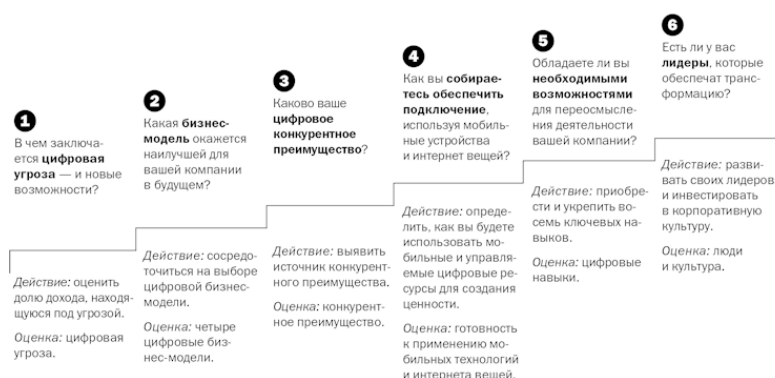 1
В чем заключа-
ется цифровая
угроза — и новые
возможности?
Действие: оценить
долю дохода, находя-
щуюся под угрозой.
Оценка: цифровая
угроза.
2
Какая бизнес-
модель окажется
наилучшей для
вашей компании
в будущем?
Действие: сосредо-
точиться на выборе
цифровой бизнес-
модели.
Оценка: четыре
цифровые биз-
нес-модели.
3
Каково ваше
цифровое
конкурентное
преимущество?
Действие: выявить
источник конкурент-
ного преимущества.
Оценка: конкурент-
ное преимущество.
4
Как вы собирае-
тесь обеспечить
подключение,
используя мобиль-
ные устройства
и интернет вещей?
Действие: опреде-
лить, как вы будете
использовать мо-
бильные и управля-
емые цифровые ре-
сурсы для создания
ценности.
Оценка: готовность
к применению мо-
бильных технологий
и интернета вещей.
5
Обладаете ли вы
необходимыми
возможностями
для переосмысле-
ния деятельности
вашей компании?
Действие: приобре-
сти и укрепить во-
семь ключевых на-
выков.
Оценка: цифровые
навыки.
6
Есть ли у вас
лидеры, которые
обеспечат транс-
формацию?
Действие: разви-
вать своих лидеров
и инвестировать
в корпоративную
культуру.
Оценка: люди
и культура.